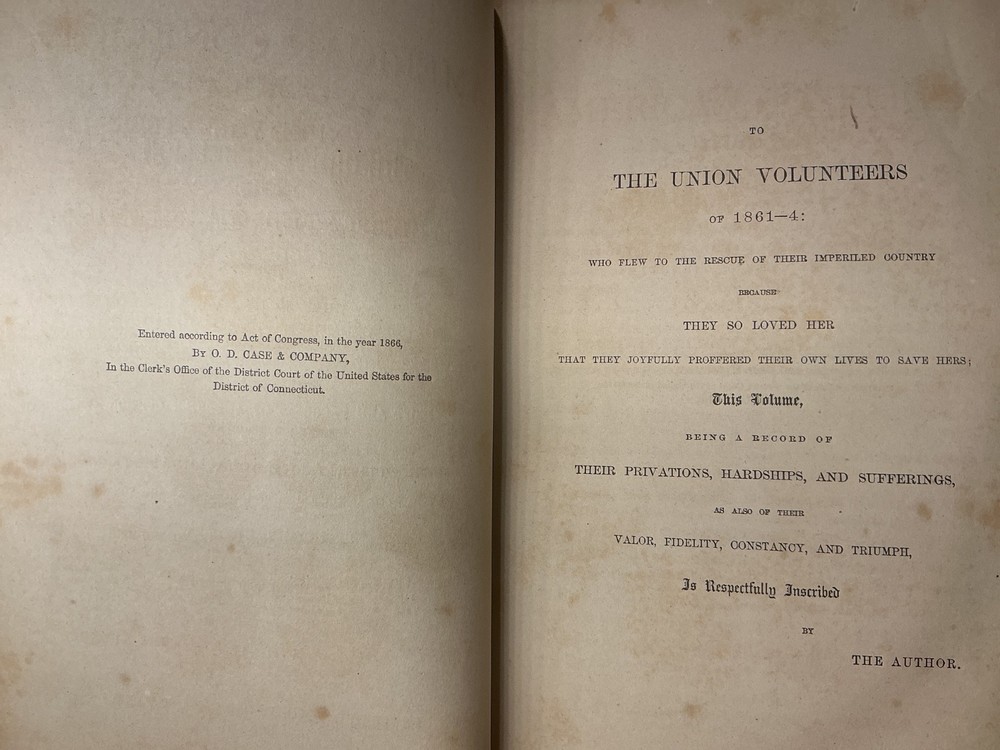 Entered according to Act of Congress, in the year 1866,
By O. D. CASE & COMPANY,
In the Clerk's Office of the District Court of the United States for the
District of Connecticut.
TO
THE UNION VOLUNTEERS
OF 1861—4:
WHO FLEW TO THE RESCUE OF THEIR IMPERILED COUNTRY
BECAUSE
THEY SO LOVED HER
THAT THEY JOYFULLY PROFFERED THEIR OWN LIVES TO SAVE HERS;
This Volume,
BEING A RECORD OF
THEIR PRIVATIONS, HARDSHIPS, AND SUFFERINGS,
AS ALSO OF THEIR
VALOR, FIDELITY, CONSTANCY, AND TRIUMPH,
Is Respectfully Inscribed
BY
THE AUTHOR.